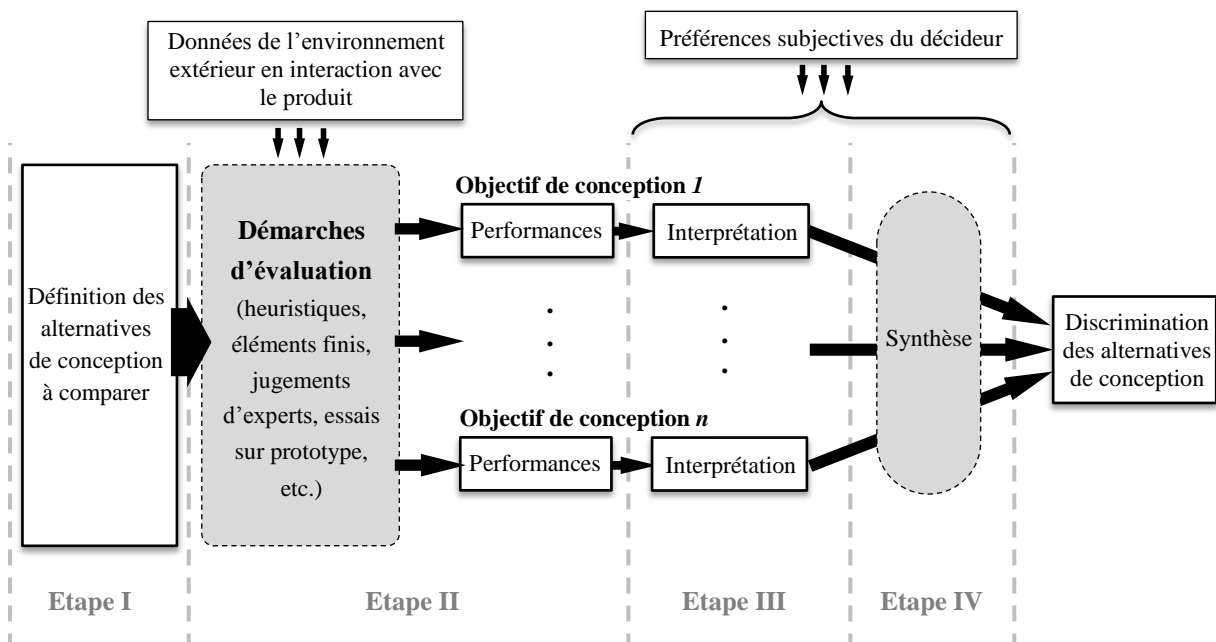 Données de l’environnement
extérieur en interaction avec
le produit
Préférences subjectives du décideur
Définition des
alternatives
de conception
à comparer
Démarches
d’évaluation
(heuristiques,
éléments finis,
jugements
d’experts, essais
sur prototype,
etc.)
Objectif de conception 1
Performances
Interprétation
Objectif de conception n
Performances
Interprétation
Synthèse
Discrimination
des alternatives
de conception
Etape I
Etape II
Etape III
Etape IV